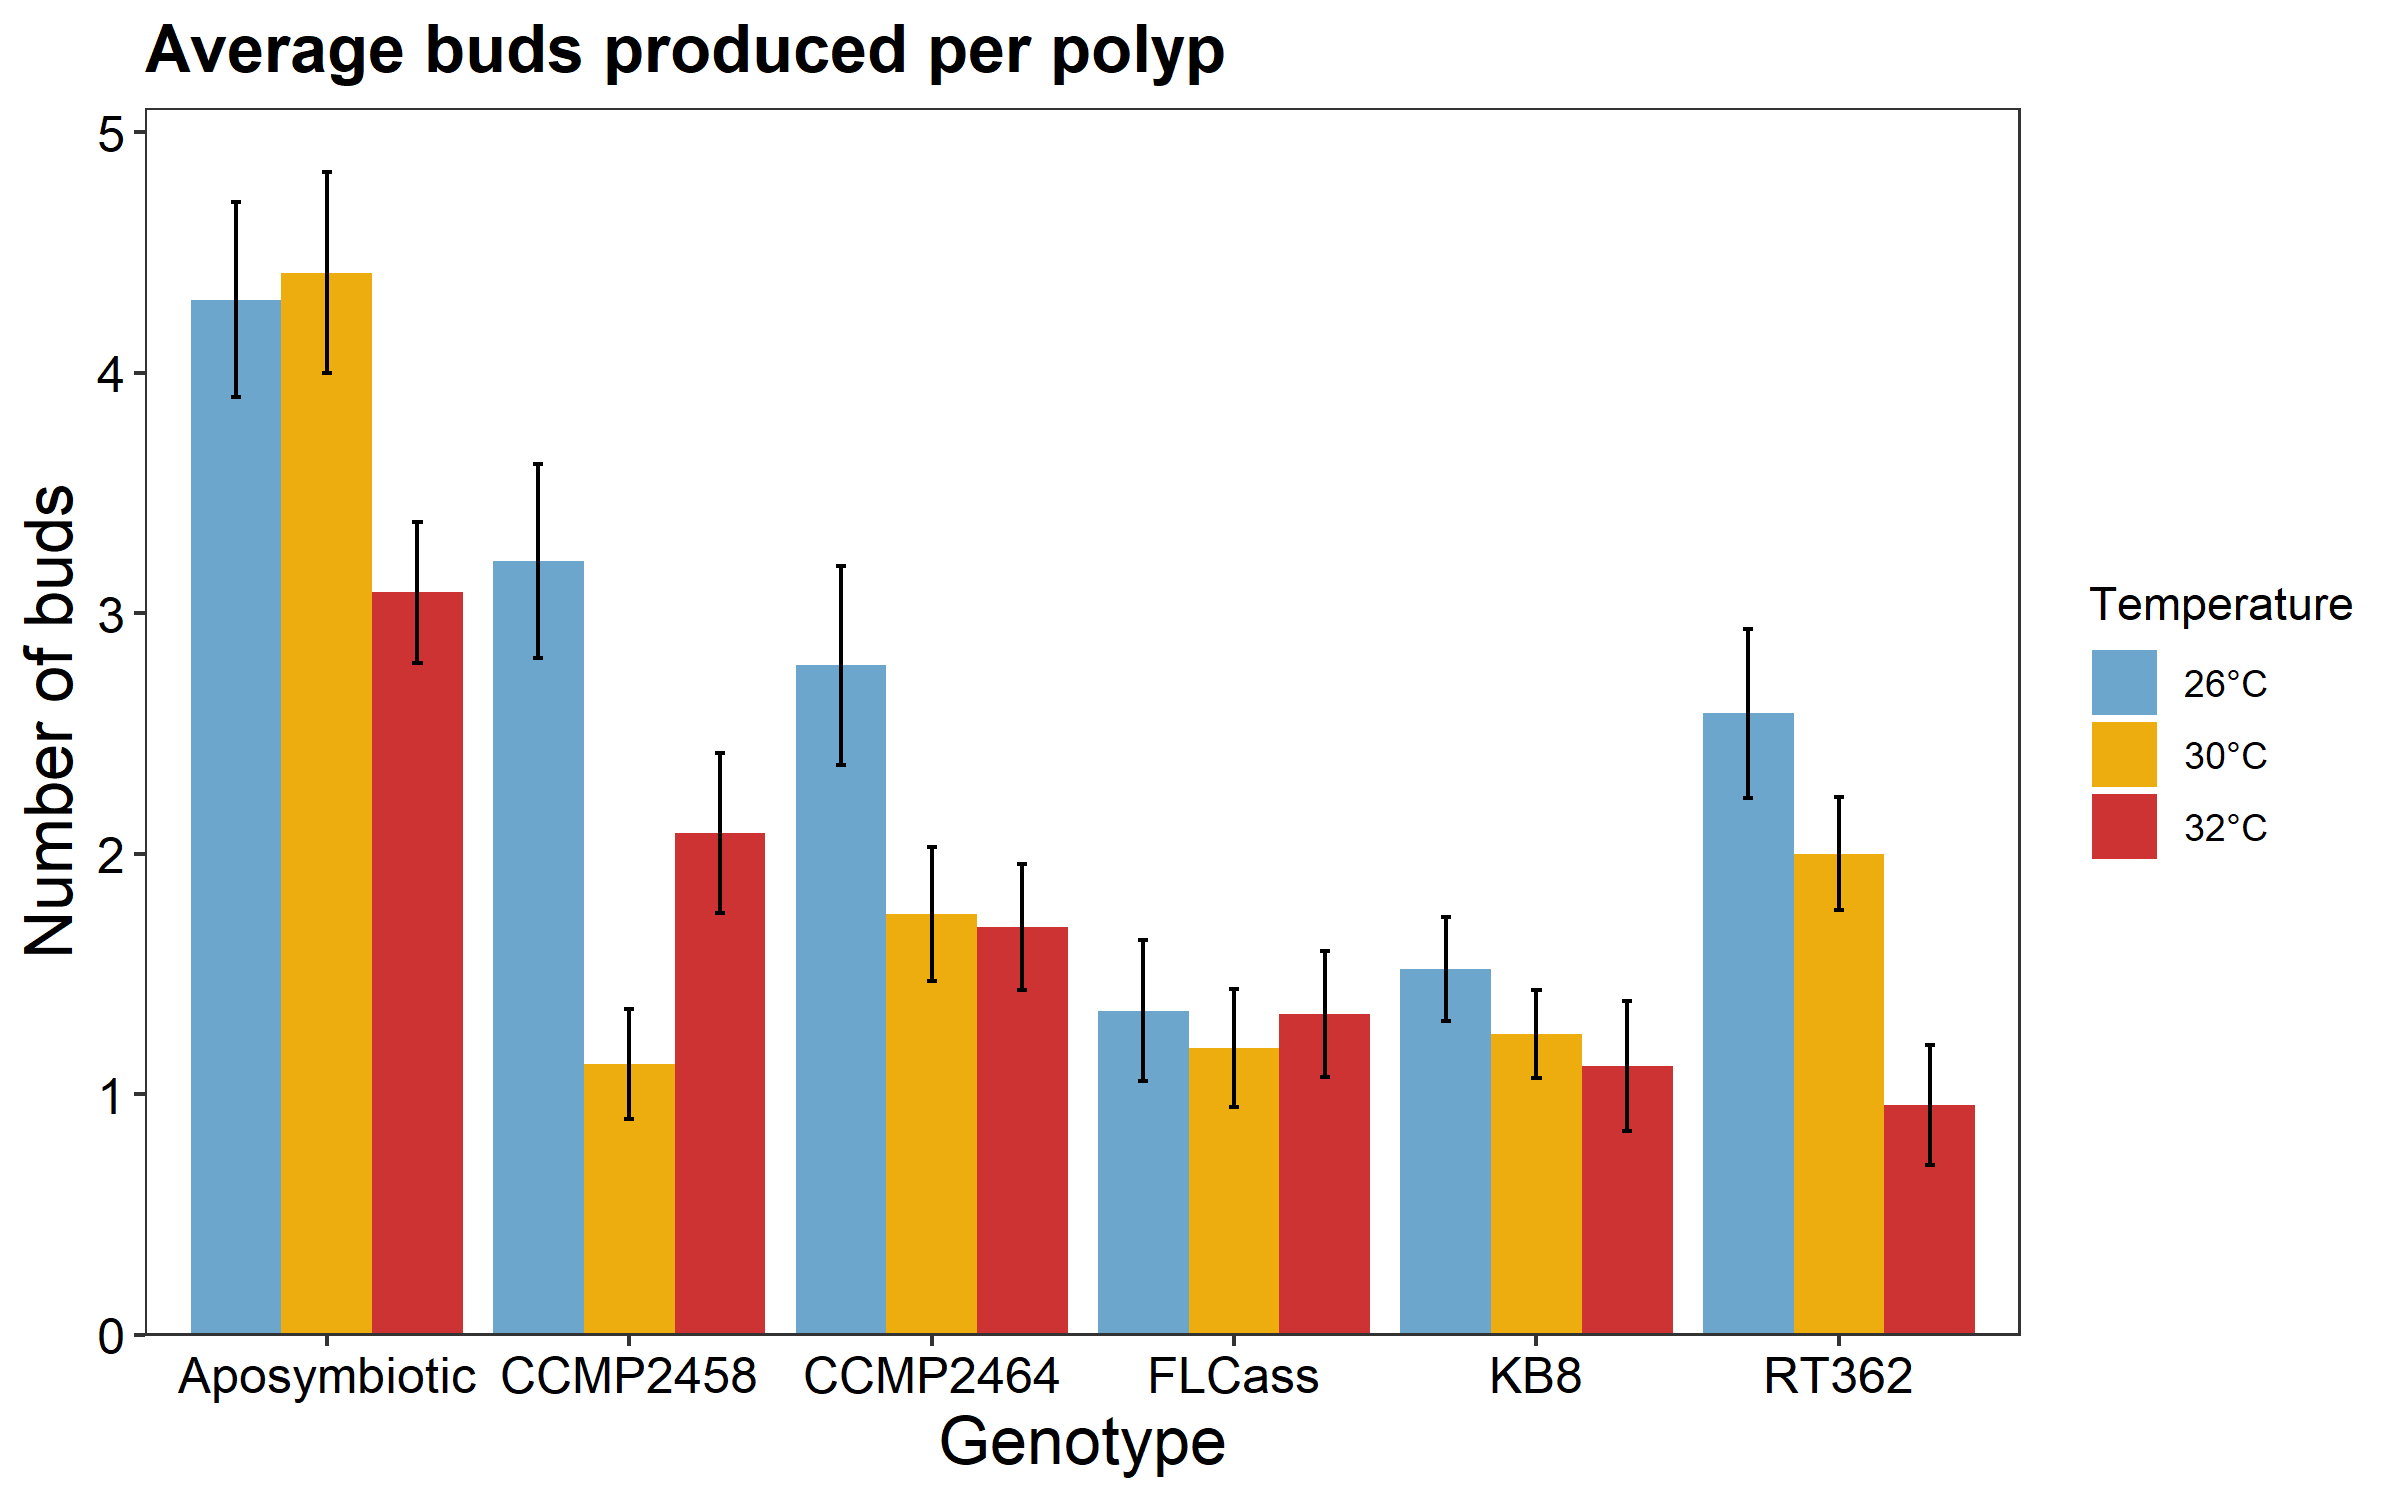 Average buds produced per polyp
5
4
3
2
1
0
Number of buds
Aposymbiotic CCMP2458 CCMP2464 FLCass KB8 RT362
Genotype
Temperature
26°C
30°C
32°C